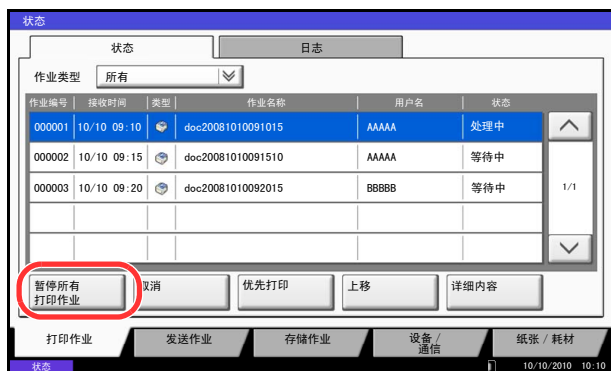 状态
状态 日志
作业类型 所有
作业编号 接收时间 类型 作业名称 用户名 状态
000001 10/10 09:10 doc20081010091015 AAAAA 处理中
000002 10/10 09:15 doc20081010091510 AAAAA 等待中
000003 10/10 09:20 doc20081010092015 BBBBB 等待中
1/1
暂停所有
打印作业
取消 优先打印 上移 详细内容
打印作业 发送作业 存储作业 设备 /
通信
纸张 / 耗材
状态 10/10/2010 10:10